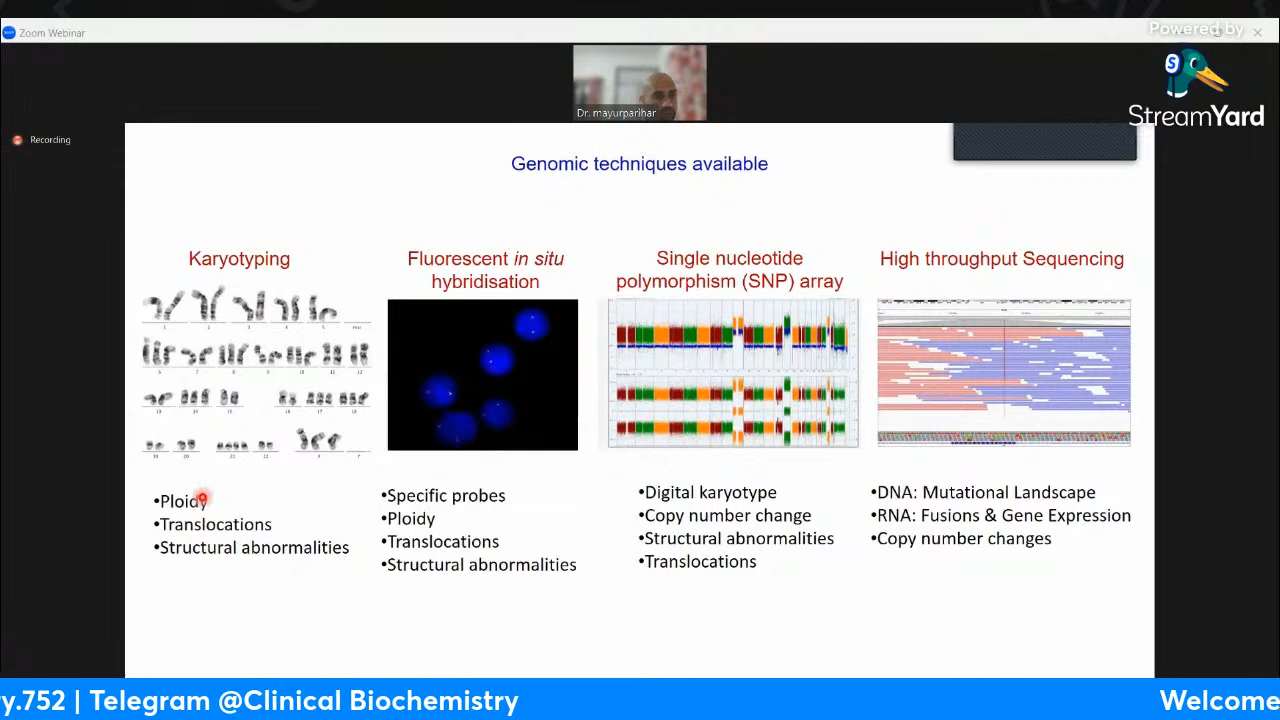 Zoom Webinar
Powered by
StreamYard
Dr. mayurparihar
Recording
Genomic techniques available
Karyotyping
•Ploidy
•Translocations
•Structural abnormalities
Fluorescent in situ
hybridisation
•Specific probes
•Ploidy
•Translocations
•Structural abnormalities
Single nucleotide
polymorphism (SNP) array
•Digital karyotype
•Copy number change
•Structural abnormalities
•Translocations
High throughput Sequencing
•DNA: Mutational Landscape
•RNA: Fusions & Gene Expression
•Copy number changes
y.752 | Telegram @Clinical Biochemistry
Welcome